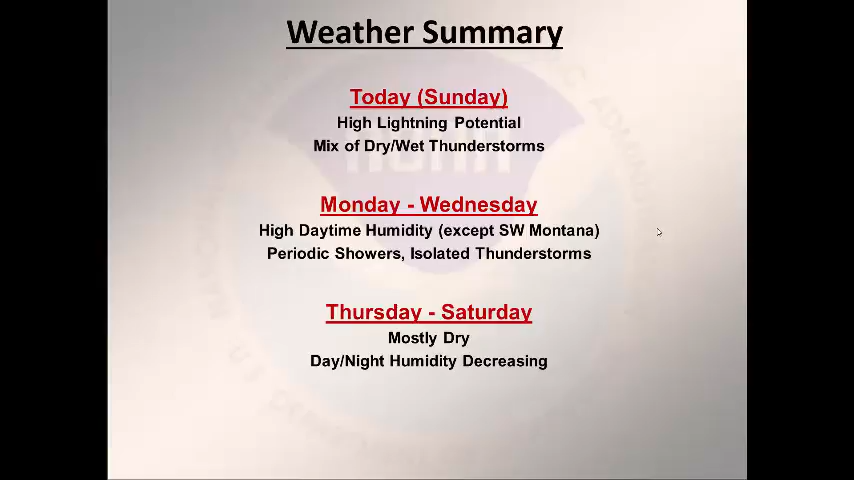 Weather Summary
Today (Sunday)
High Lightning Potential
Mix of Dry/Wet Thunderstorms
Monday - Wednesday
High Daytime Humidity (except SW Montana)
Periodic Showers, Isolated Thunderstorms
Thursday - Saturday
Mostly Dry
Day/Night Humidity Decreasing